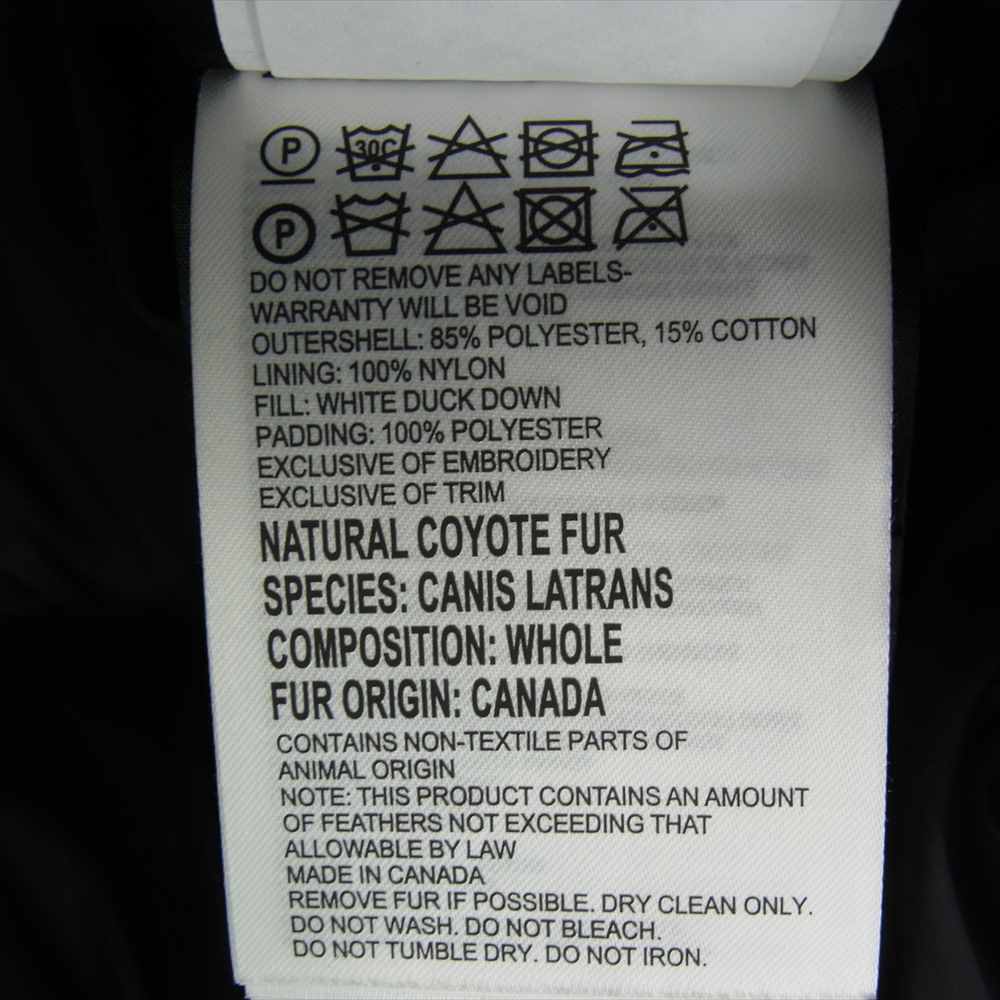 P 30C
P
DO NOT REMOVE ANY LABELS-
WARRANTY WILL BE VOID
OUTERSHELL: 85% POLYESTER, 15% COTTON
LINING: 100% NYLON
FILL: WHITE DUCK DOWN
PADDING: 100% POLYESTER
EXCLUSIVE OF EMBROIDERY
EXCLUSIVE OF TRIM
NATURAL COYOTE FUR
SPECIES: CANIS LATRANS
COMPOSITION: WHOLE
FUR ORIGIN: CANADA
CONTAINS NON-TEXTILE PARTS OF
ANIMAL ORIGIN
NOTE: THIS PRODUCT CONTAINS AN AMOUNT
OF FEATHERS NOT EXCEEDING THAT
ALLOWABLE BY LAW
MADE IN CANADA
REMOVE FUR IF POSSIBLE. DRY CLEAN ONLY.
DO NOT WASH. DO NOT BLEACH.
DO NOT TUMBLE DRY. DO NOT IRON.